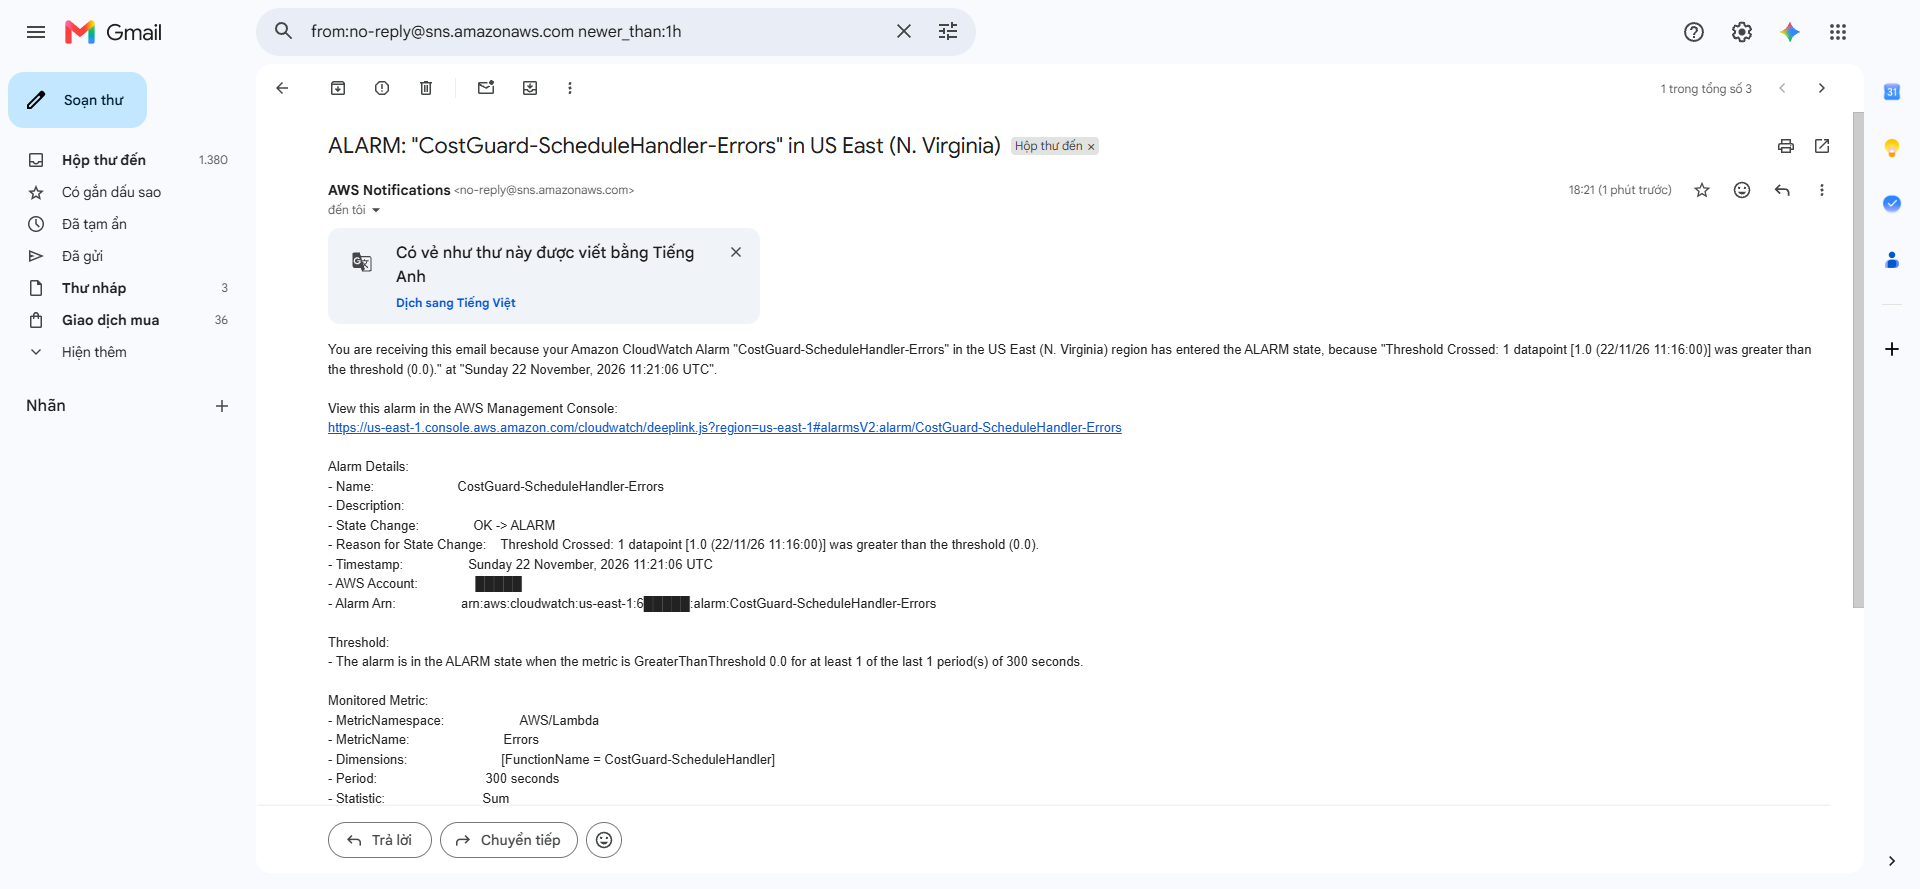 Gmail
from:no-reply@sns.amazonaws.com newer_than:1h
Soạn thư
Hộp thư đến 1.380
Có gắn dấu sao
Đã tạm ẩn
Đã gửi
Thư nháp 3
Giao dịch mua 36
Hiện thêm
Nhãn
1 trong tổng số 3
31
ALARM: "CostGuard-ScheduleHandler-Errors" in US East (N. Virginia) Hộp thư đến
AWS Notifications <no-reply@sns.amazonaws.com> 18:21 (1 phút trước)
đến tôi
Có vẻ như thư này được viết bằng Tiếng
Anh
Dịch sang Tiếng Việt
You are receiving this email because your Amazon CloudWatch Alarm "CostGuard-ScheduleHandler-Errors" in the US East (N. Virginia) region has entered the ALARM state, because "Threshold Crossed: 1 datapoint [1.0 (22/11/26 11:16:00)] was greater than
the threshold (0.0)." at "Sunday 22 November, 2026 11:21:06 UTC".
View this alarm in the AWS Management Console:
https://us-east-1.console.aws.amazon.com/cloudwatch/deeplink.js?region=us-east-1#alarmsV2:alarm/CostGuard-ScheduleHandler-Errors
Alarm Details:
- Name: CostGuard-ScheduleHandler-Errors
- Description:
- State Change: OK -> ALARM
- Reason for State Change: Threshold Crossed: 1 datapoint [1.0 (22/11/26 11:16:00)] was greater than the threshold (0.0).
- Timestamp: Sunday 22 November, 2026 11:21:06 UTC
- AWS Account: █████
- Alarm Arn: arn:aws:cloudwatch:us-east-1:6█████:alarm:CostGuard-ScheduleHandler-Errors
Threshold:
- The alarm is in the ALARM state when the metric is GreaterThanThreshold 0.0 for at least 1 of the last 1 period(s) of 300 seconds.
Monitored Metric:
- MetricNamespace: AWS/Lambda
- MetricName: Errors
- Dimensions: [FunctionName = CostGuard-ScheduleHandler]
- Period: 300 seconds
- Statistic: Sum
Trả lời
Chuyển tiếp